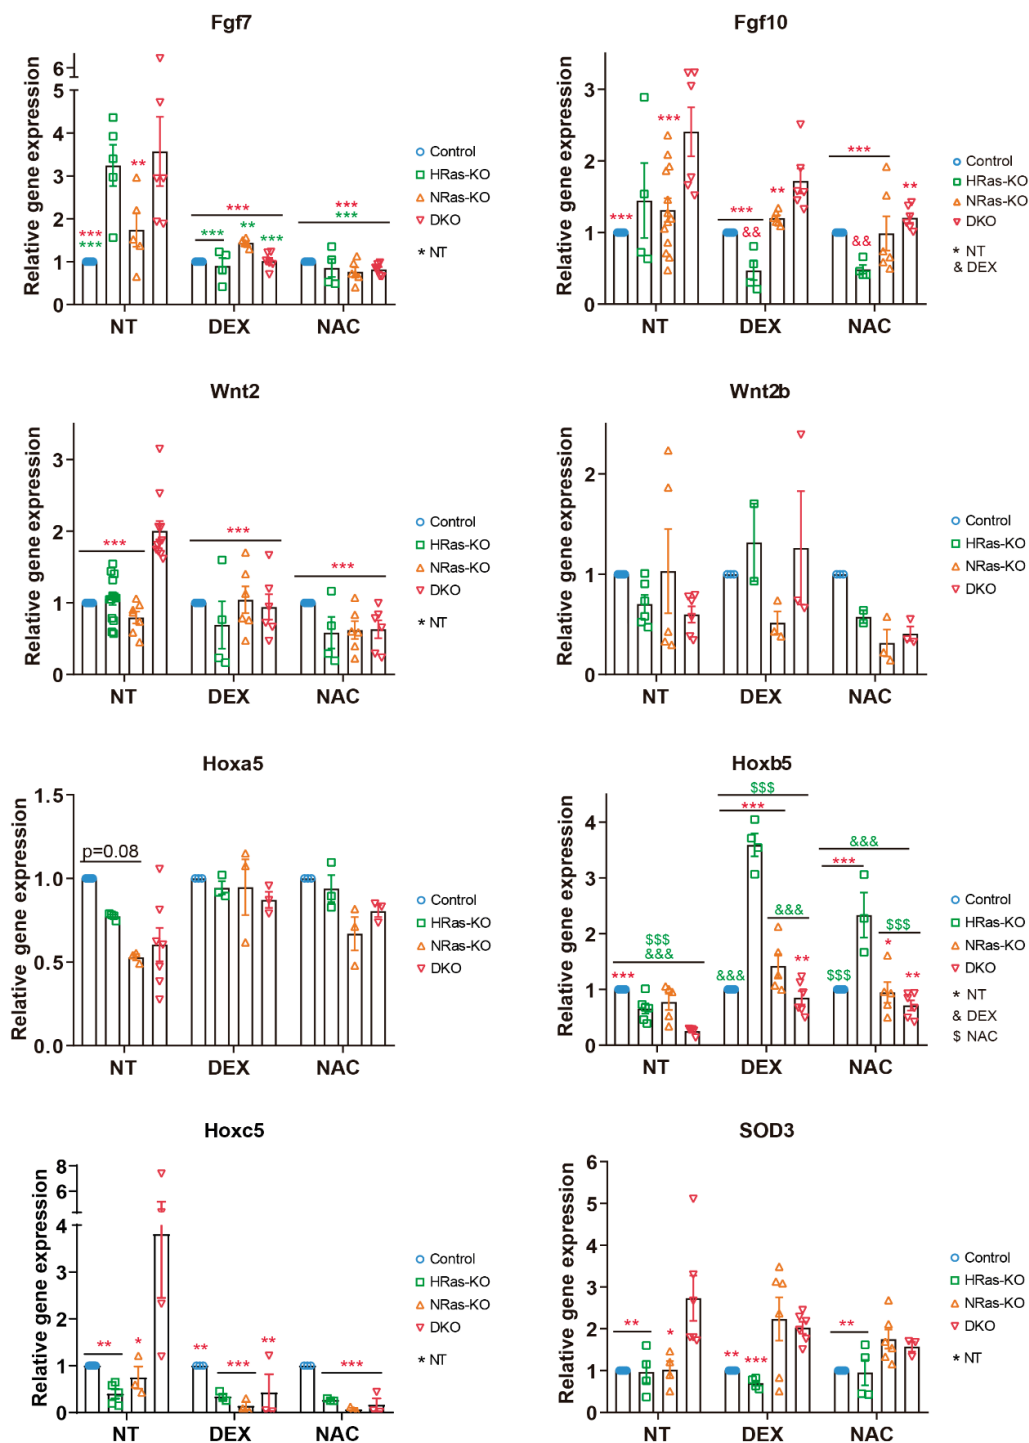 Fgf7
Relative gene expression
6
5
4
3
2
1
0
**
***
***
***
***
**
***
***
***
NT
DEX
NAC
Control
HRas-KO
NRas-KO
DKO
* NT
Fgf10
Relative gene expression
3
2
1
0
***
***
***
&&
**
***
&&
**
NT
DEX
NAC
Control
HRas-KO
NRas-KO
DKO
* NT
& DEX
Wnt2
Relative gene expression
3
2
1
0
***
***
***
NT
DEX
NAC
Control
HRas-KO
NRas-KO
DKO
* NT
Wnt2b
Relative gene expression
2
1
0
NT
DEX
NAC
Control
HRas-KO
NRas-KO
DKO
Hoxa5
Relative gene expression
1.5
1.0
0.5
0.0
p=0.08
NT
DEX
NAC
Control
HRas-KO
NRas-KO
DKO
Hoxb5
Relative gene expression
4
3
2
1
0
***
$$$
&&&
$$$
***
&&&
&&&
**
&&&
***
$$$
$$$
*
**
NT
DEX
NAC
Control
HRas-KO
NRas-KO
DKO
* NT
& DEX
$ NAC
Hoxc5
Relative gene expression
8
6
4
3
2
1
0
**
*
**
***
**
***
NT
DEX
NAC
Control
HRas-KO
NRas-KO
DKO
* NT
SOD3
Relative gene expression
6
5
4
3
2
1
0
**
*
**
***
**
NT
DEX
NAC
Control
HRas-KO
NRas-KO
DKO
* NT